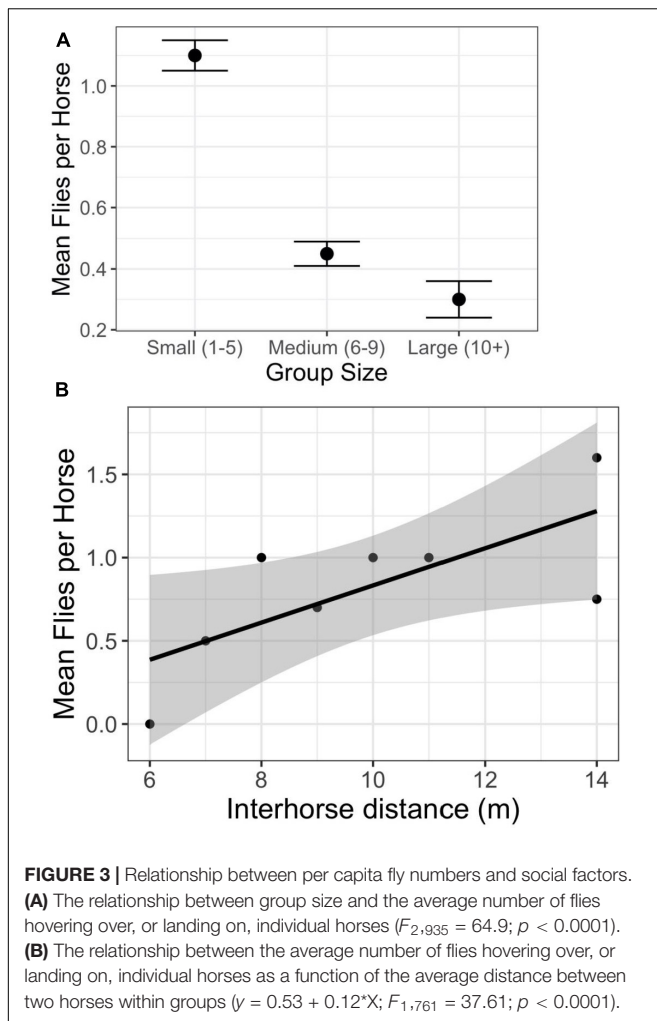 A
Mean Flies per Horse
1.0
0.8
0.6
0.4
0.2
Small (1-5) Medium (6-9) Large (10+)
Group Size
B
Mean Flies per Horse
1.5
1.0
0.5
0.0
6 8 10 12 14
Interhorse distance (m)
FIGURE 3 | Relationship between per capita fly numbers and social factors.
(A) The relationship between group size and the average number of flies
hovering over, or landing on, individual horses (F2,935 = 64.9; p < 0.0001).
(B) The relationship between the average number of flies hovering over, or
landing on, individual horses as a function of the average distance between
two horses within groups (y = 0.53 + 0.12*X; F1,761 = 37.61; p < 0.0001).